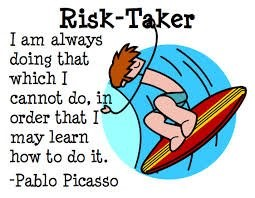 Risk-Taker
I am always
doing that
which I
cannot do, in
order that I
may learn
how to do it.
-Pablo Picasso